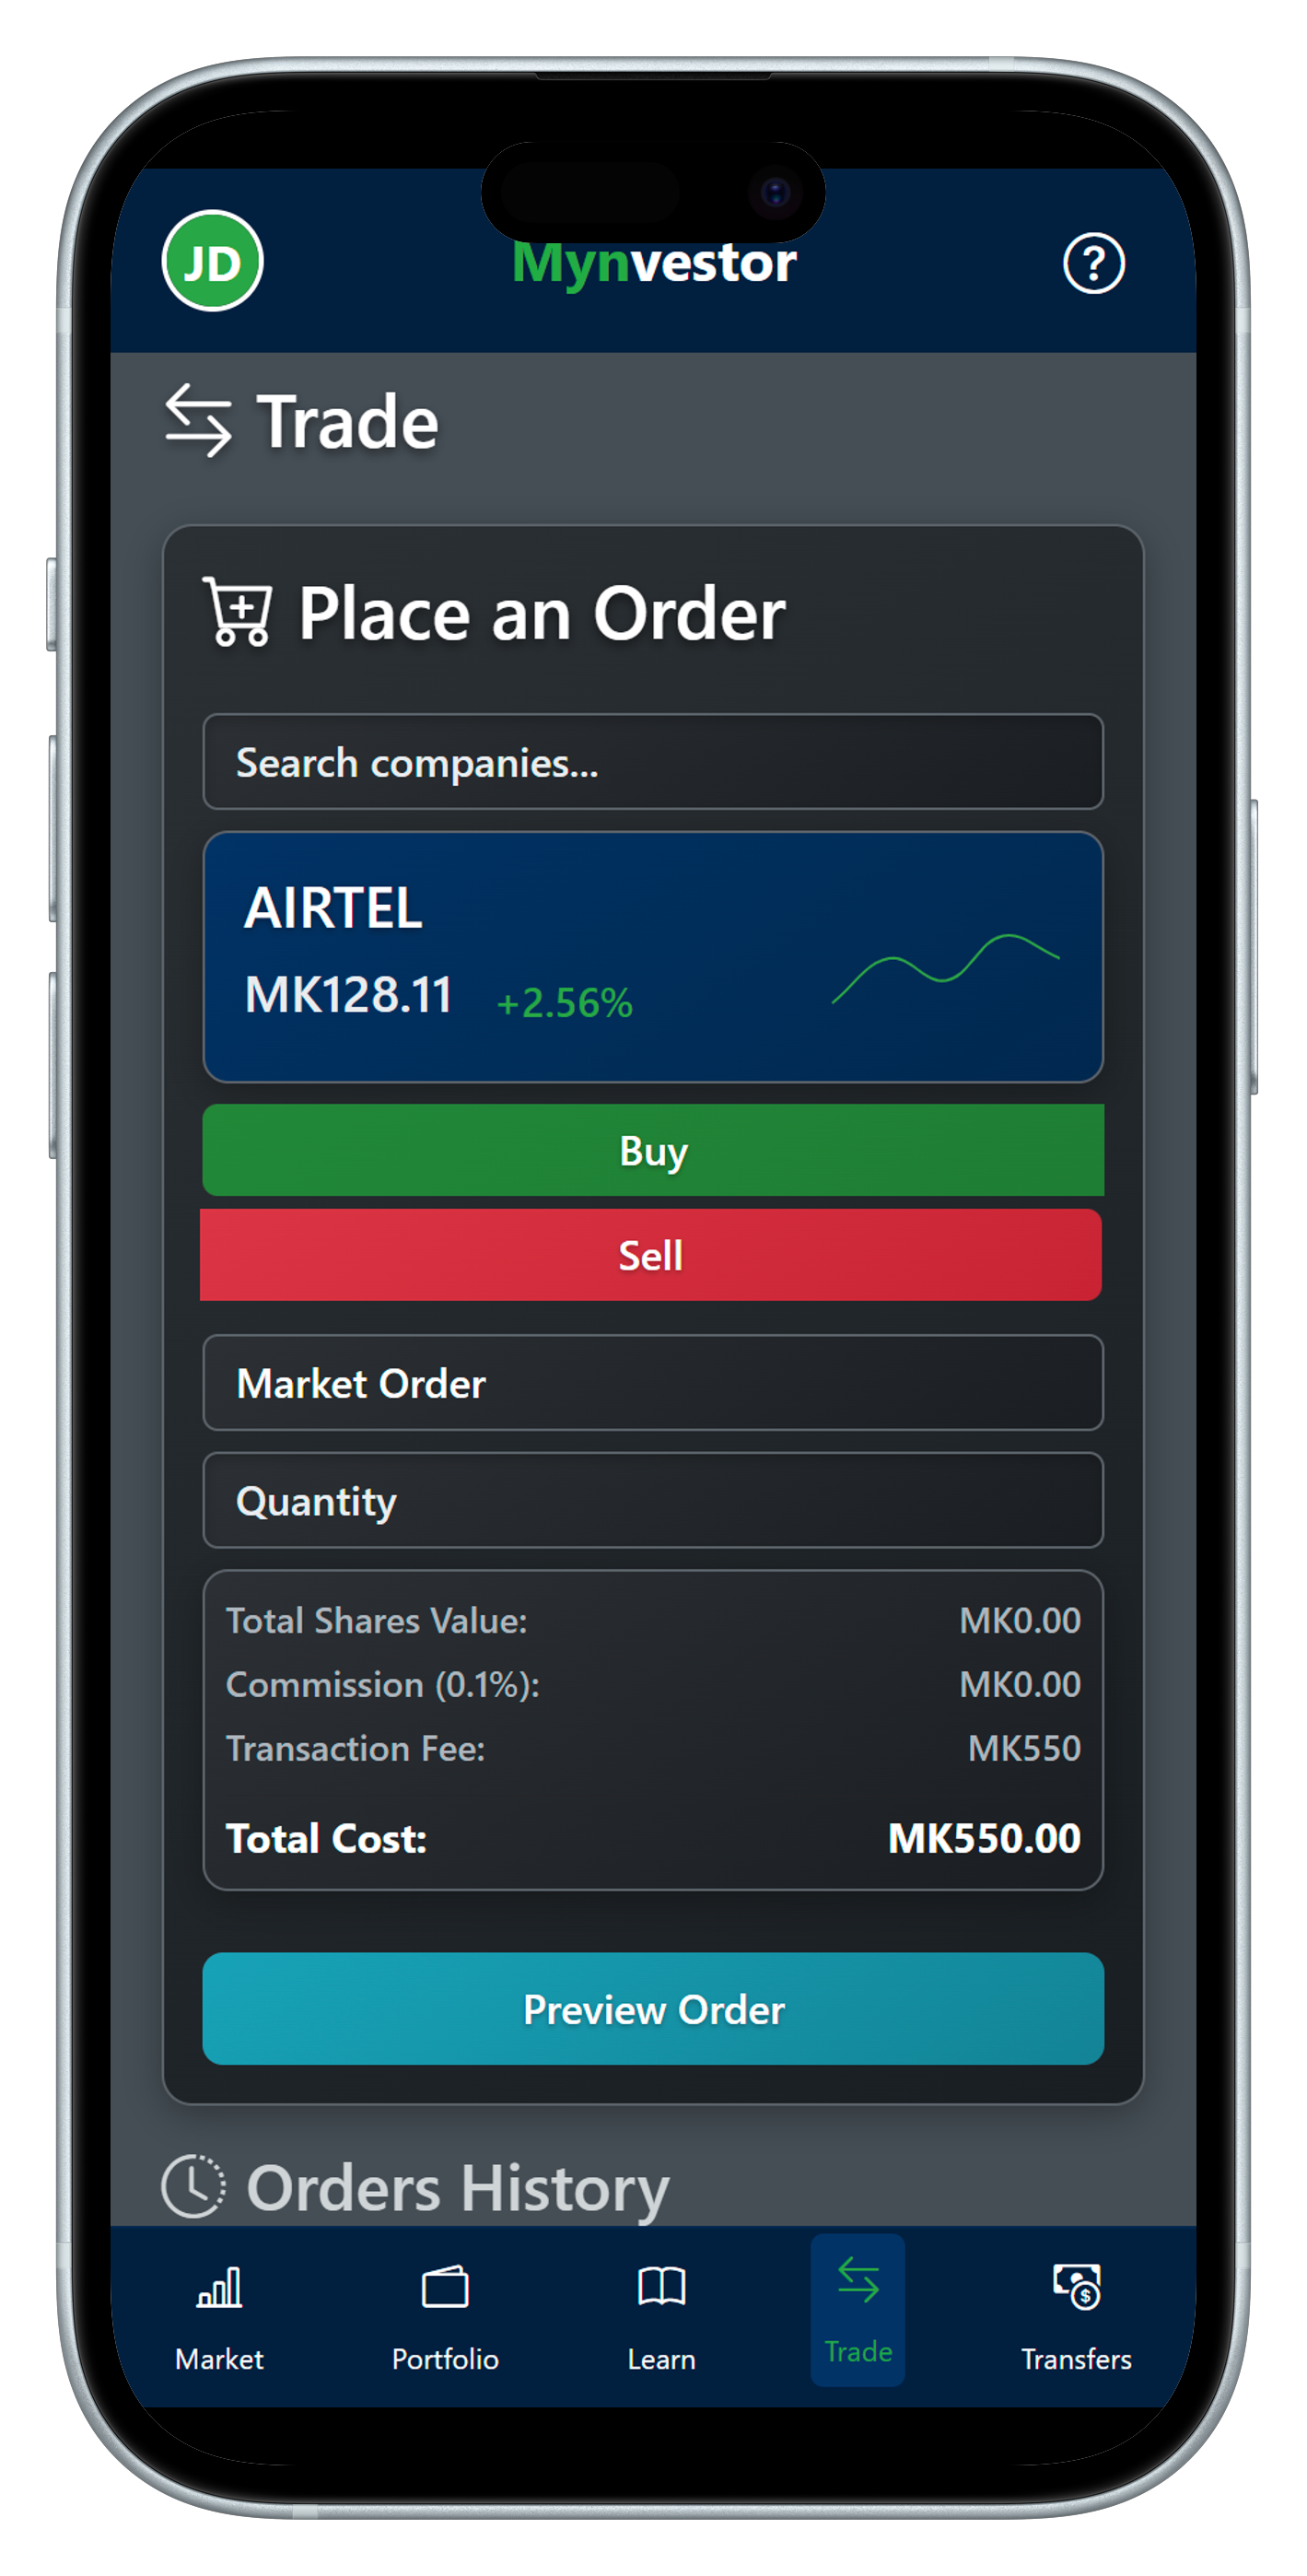 JD
Mynvestor
?
Trade
Place an Order
Search companies...
AIRTEL
MK128.11 +2.56%
Buy
Sell
Market Order
Quantity
Total Shares Value: MK0.00
Commission (0.1%): MK0.00
Transaction Fee: MK550
Total Cost: MK550.00
Preview Order
Orders History
Market Portfolio Learn Trade Transfers